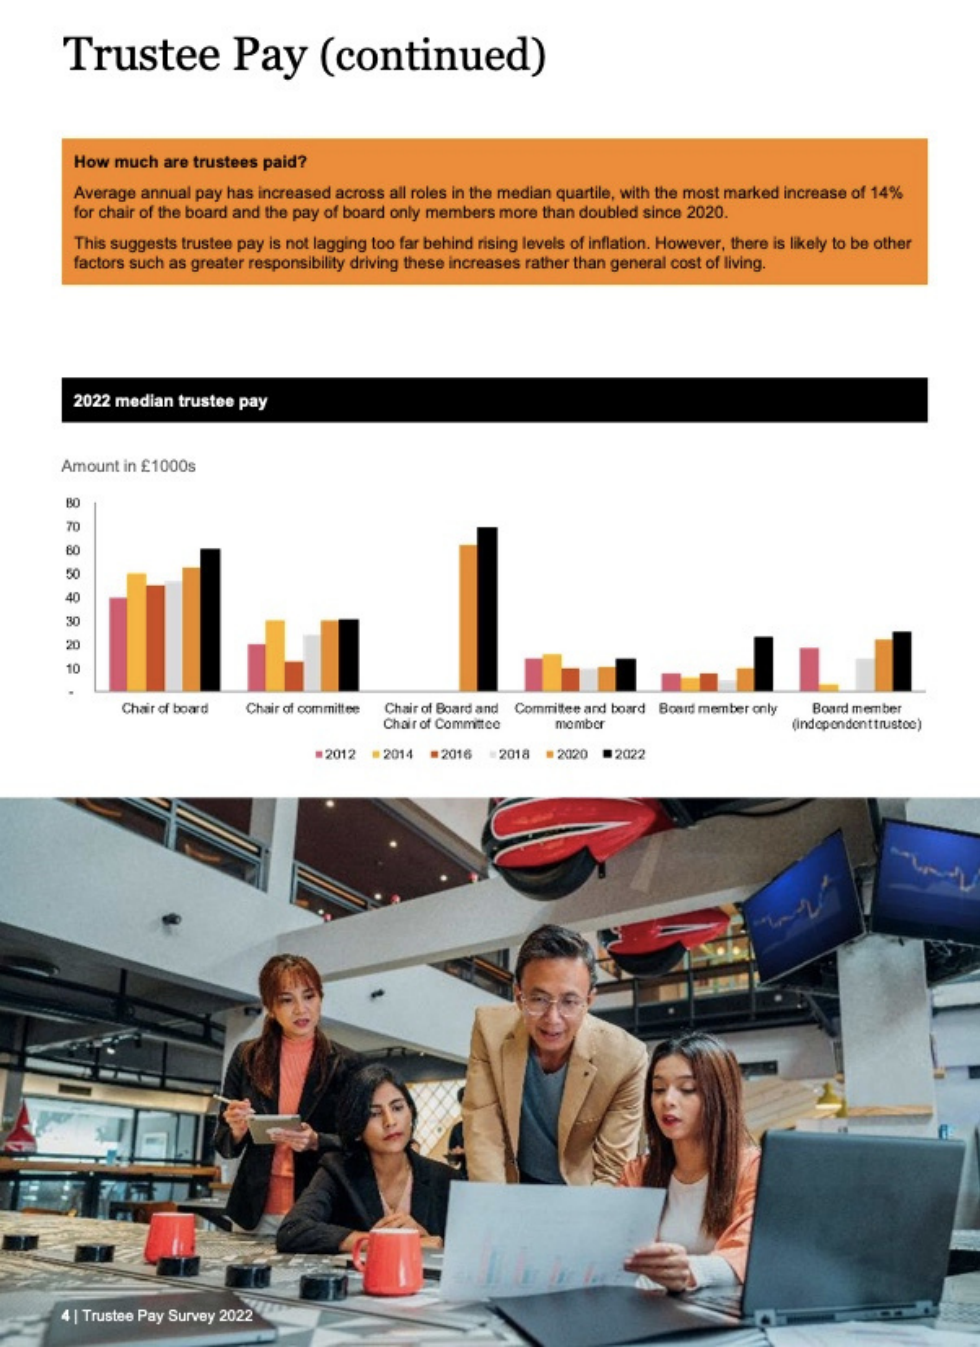 Trustee Pay (continued)
How much are trustees paid?
Average annual pay has increased across all roles in the median quartile, with the most marked increase of 14%
for chair of the board and the pay of board only members more than doubled since 2020.
This suggests trustee pay is not lagging too far behind rising levels of inflation. However, there is likely to be other
factors such as greater responsibility driving these increases rather than general cost of living.
2022 median trustee pay
Amount in £1000s
80
70
60
50
40
30
20
10
-
Chair of board
Chair of committee
Chair of Board and
Chair of Committee
Committee and board
member
Board member only
Board member
(independent trustee)
2012 2014 2016 2018 2020 2022
4 | Trustee Pay Survey 2022